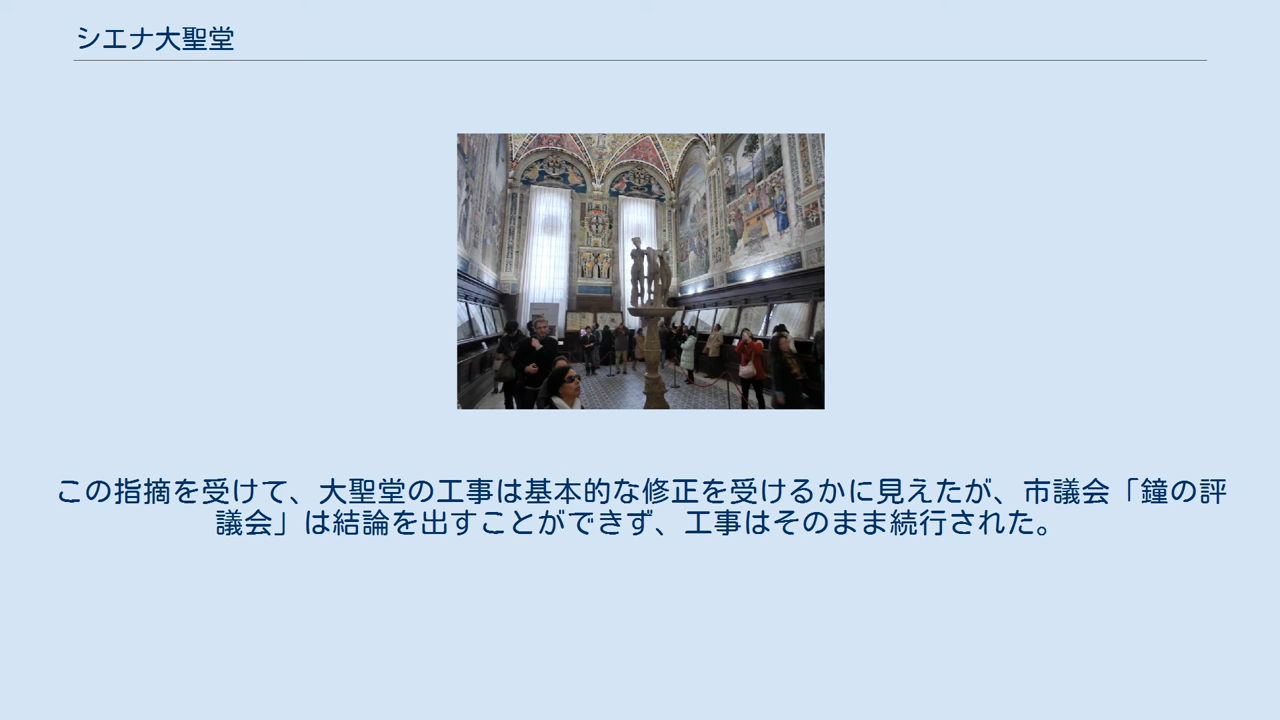 シエナ大聖堂
この指摘を受けて、大聖堂の工事は基本的な修正を受けるかに見えたが、市議会「鐘の評
議会」は結論を出すことができず、工事はそのまま続行された。